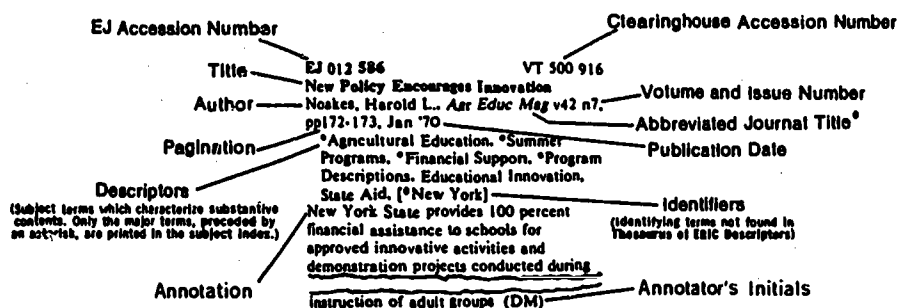 EJ Accession Number
Clearinghouse Accession Number
EJ 012 586 VT 500 916
Title
New Policy Encourages Innovation
Author
Noakes, Harold L., Agr Educ Mag v42 n7,
Volume and Issue Number
pp172-173, Jan '70
Abbreviated Journal Title*
Pagination
Publication Date
*Agricultural Education, *Summer
Programs, *Financial Support, *Program
Descriptions, Educational Innovation,
State Aid, [*New York]
Descriptors
(Subject terms which characterize substantive
contents. Only the major terms, preceded by
an asterisk, are printed in the subject index.)
Identifiers
(Identifying terms not found in
Thesaurus of ERIC Descriptors)
New York State provides 100 percent
financial assistance to schools for
approved innovative activities and
demonstration projects conducted during
Annotation
instruction of adult groups (DM)
Annotator's Initials